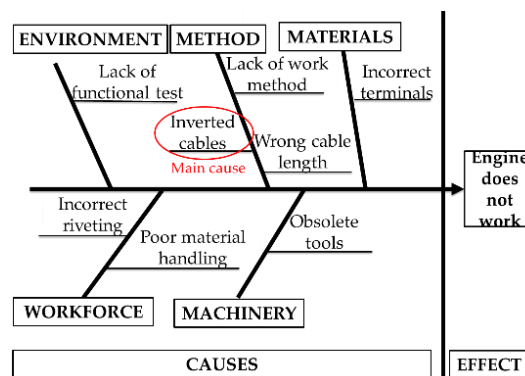 ENVIRONMENT
METHOD
MATERIALS
Lack of
functional test
Lack of work
method
Incorrect
terminals
Inverted
cables
Main cause
Wrong cable
length
Engine
does
not
work
Incorrect
riveting
Poor material
handling
Obsolete
tools
WORKFORCE
MACHINERY
CAUSES
EFFECT